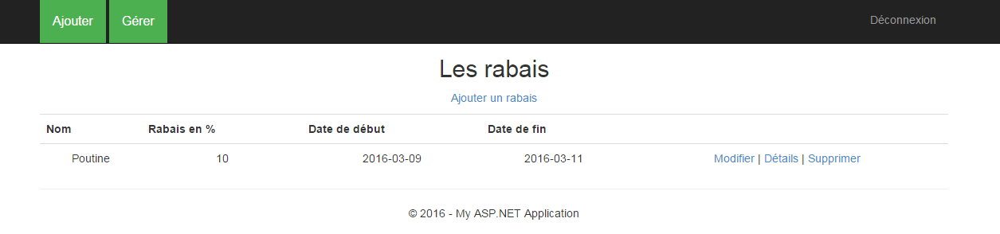 Ajouter Gérer Déconnexion
Les rabais
Ajouter un rabais
Nom Rabais en % Date de début Date de fin
Poutine 10 2016-03-09 2016-03-11 Modifier | Détails | Supprimer
© 2016 - My ASP.NET Application